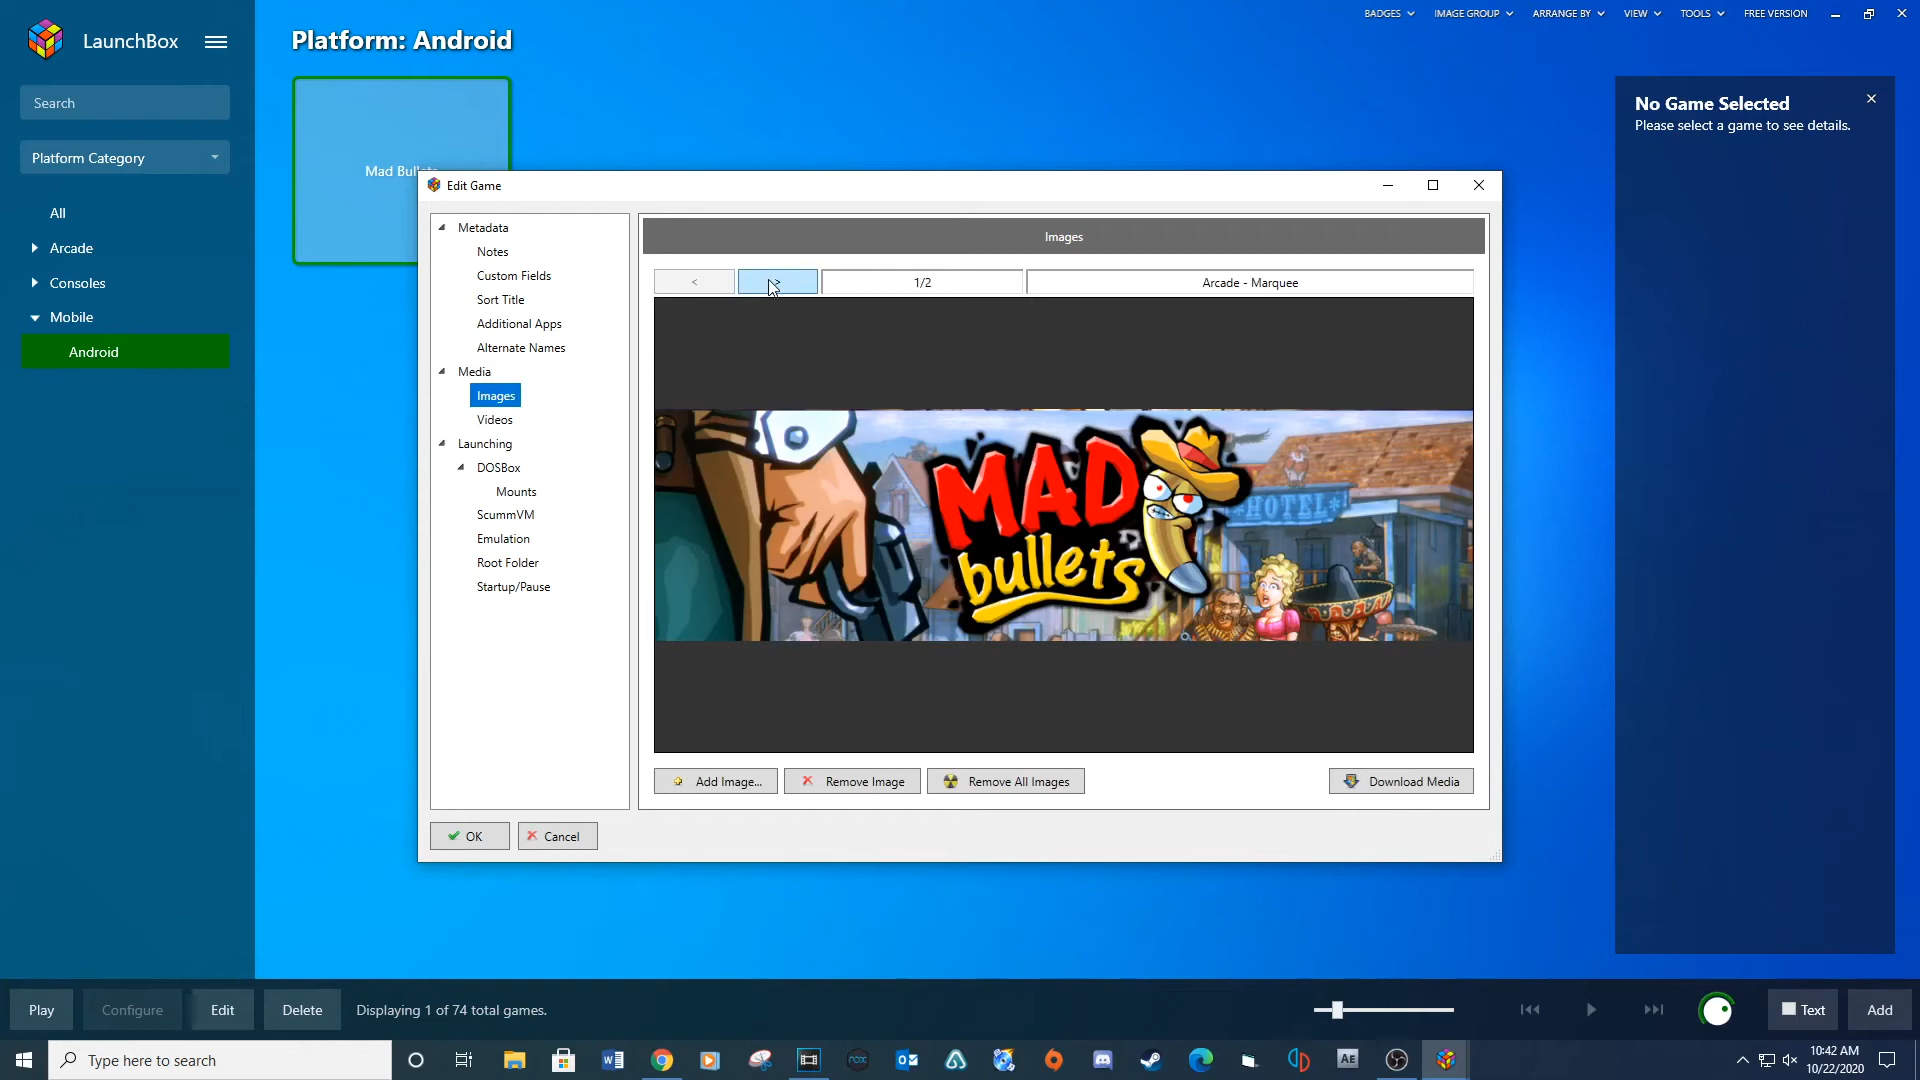 LaunchBox
Search
Platform Category
All
Arcade
Consoles
Mobile
Android
Platform: Android
BADGES
IMAGE GROUP
ARRANGE BY
VIEW
TOOLS
FREE VERSION
Mad Bullets
No Game Selected
Please select a game to see details.
Edit Game
Metadata
Notes
Custom Fields
Sort Title
Additional Apps
Alternate Names
Media
Images
Videos
Launching
DOSBox
Mounts
ScummVM
Emulation
Root Folder
Startup/Pause
Images
<
>
1/2
Arcade - Marquee
HOTEL
MAD
bullets
Add Image...
Remove Image
Remove All Images
Download Media
OK
Cancel
Play
Configure
Edit
Delete
Displaying 1 of 74 total games.
Text
Add
Type here to search
nox
AE
10:42 AM
10/22/2020